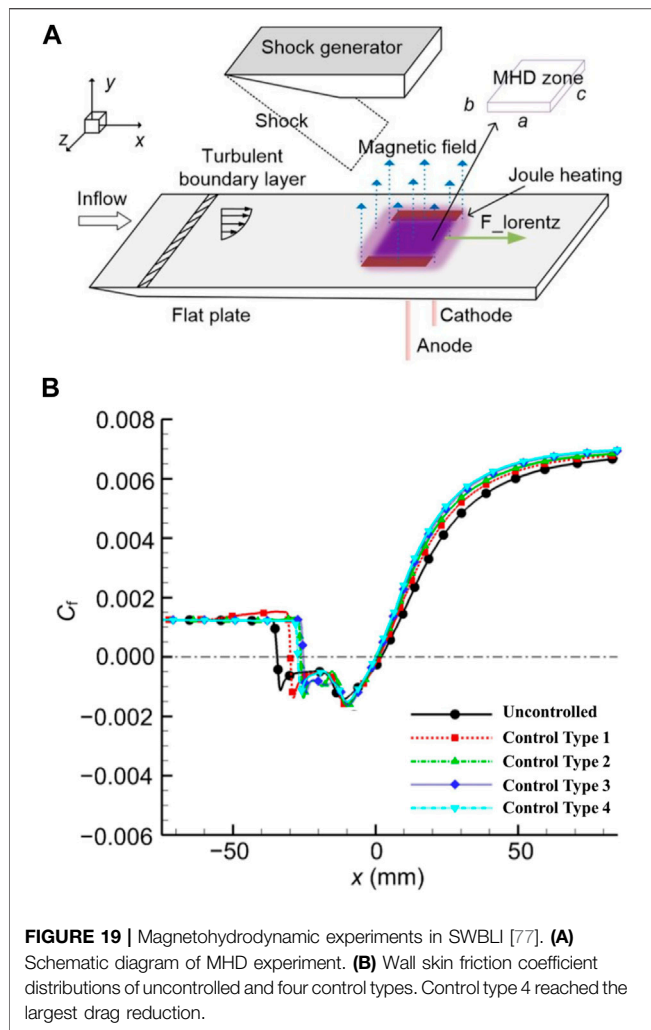 A
Shock generator
MHD zone
b
a
c
y
z
x
Shock
Magnetic field
Turbulent
boundary layer
Joule heating
Inflow
F_lorentz
Flat plate
Cathode
Anode
B
0.008
0.006
0.004
0.002
0.000
−0.002
−0.004
−0.006
Cf
Uncontrolled
Control Type 1
Control Type 2
Control Type 3
Control Type 4
−50
0
50
x (mm)
FIGURE 19 | Magnetohydrodynamic experiments in SWBLI [77]. (A)
Schematic diagram of MHD experiment. (B) Wall skin friction coefficient
distributions of uncontrolled and four control types. Control type 4 reached the
largest drag reduction.